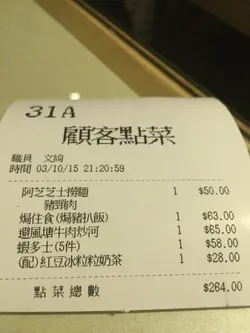 31A
顧客點菜
職員 文綺
時間 03/10/15 21:20:59
阿芝芝士撈麵 1 $50.00
豬頸肉
焗住食(焗豬扒飯) 1 $63.00
避風塘牛肉炒河 1 $65.00
蝦多士(5件) 1 $58.00
(配)紅豆冰粒粒奶茶 1 $28.00
點菜總數 $264.00